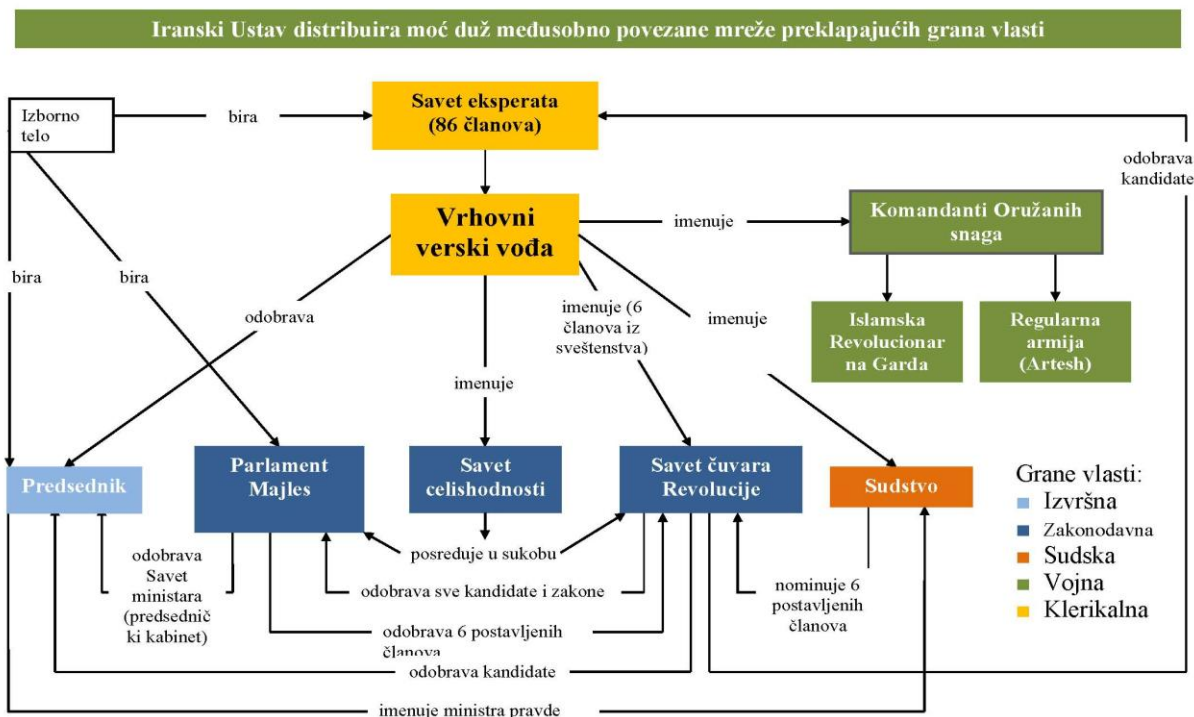 Iranski Ustav distribuira moć duž međusobno povezane mreže preklapajućih grana vlasti
Izborno
telo
bira
Savet eksperata
(86 članova)
odobrava
kandidate
Vrhovni
verski vođa
imenuje
Komandanti Oružanih
snaga
bira
bira
odobrava
imenuje (6
članova iz
sveštenstva)
imenuje
Islamska
Revolucionar
na Garda
Regularna
armija
(Artesh)
imenuje
Predsednik
Parlament
Majles
Savet
celishodnosti
Savet čuvara
Revolucije
Sudstvo
Grane vlasti:
Izvršna
Zakonodavna
Sudska
Vojna
Klerikalna
odobrava
Savet
ministara
(predsednič
ki kabinet)
posreduje u sukobu
odobrava sve kandidate i zakone
nominuje 6
postavljenih
članova
odobrava 6 postavljenih
članova
odobrava kandidate
imenuje ministra pravde